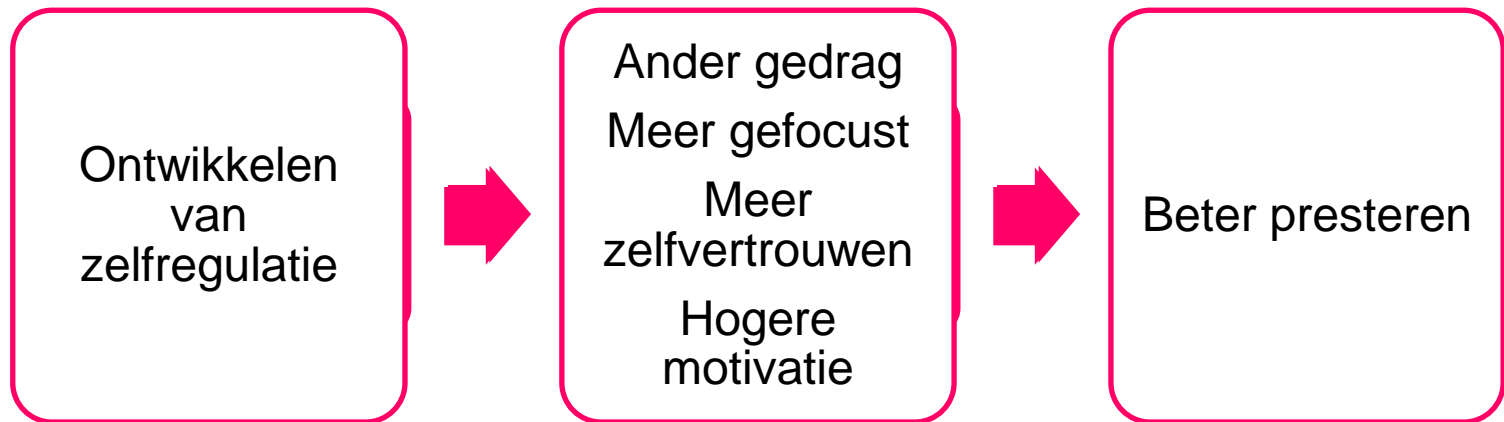 Ontwikkelen
van
zelfregulatie
Ander gedrag
Meer gefocust
Meer
zelfvertrouwen
Hogere
motivatie
Beter presteren